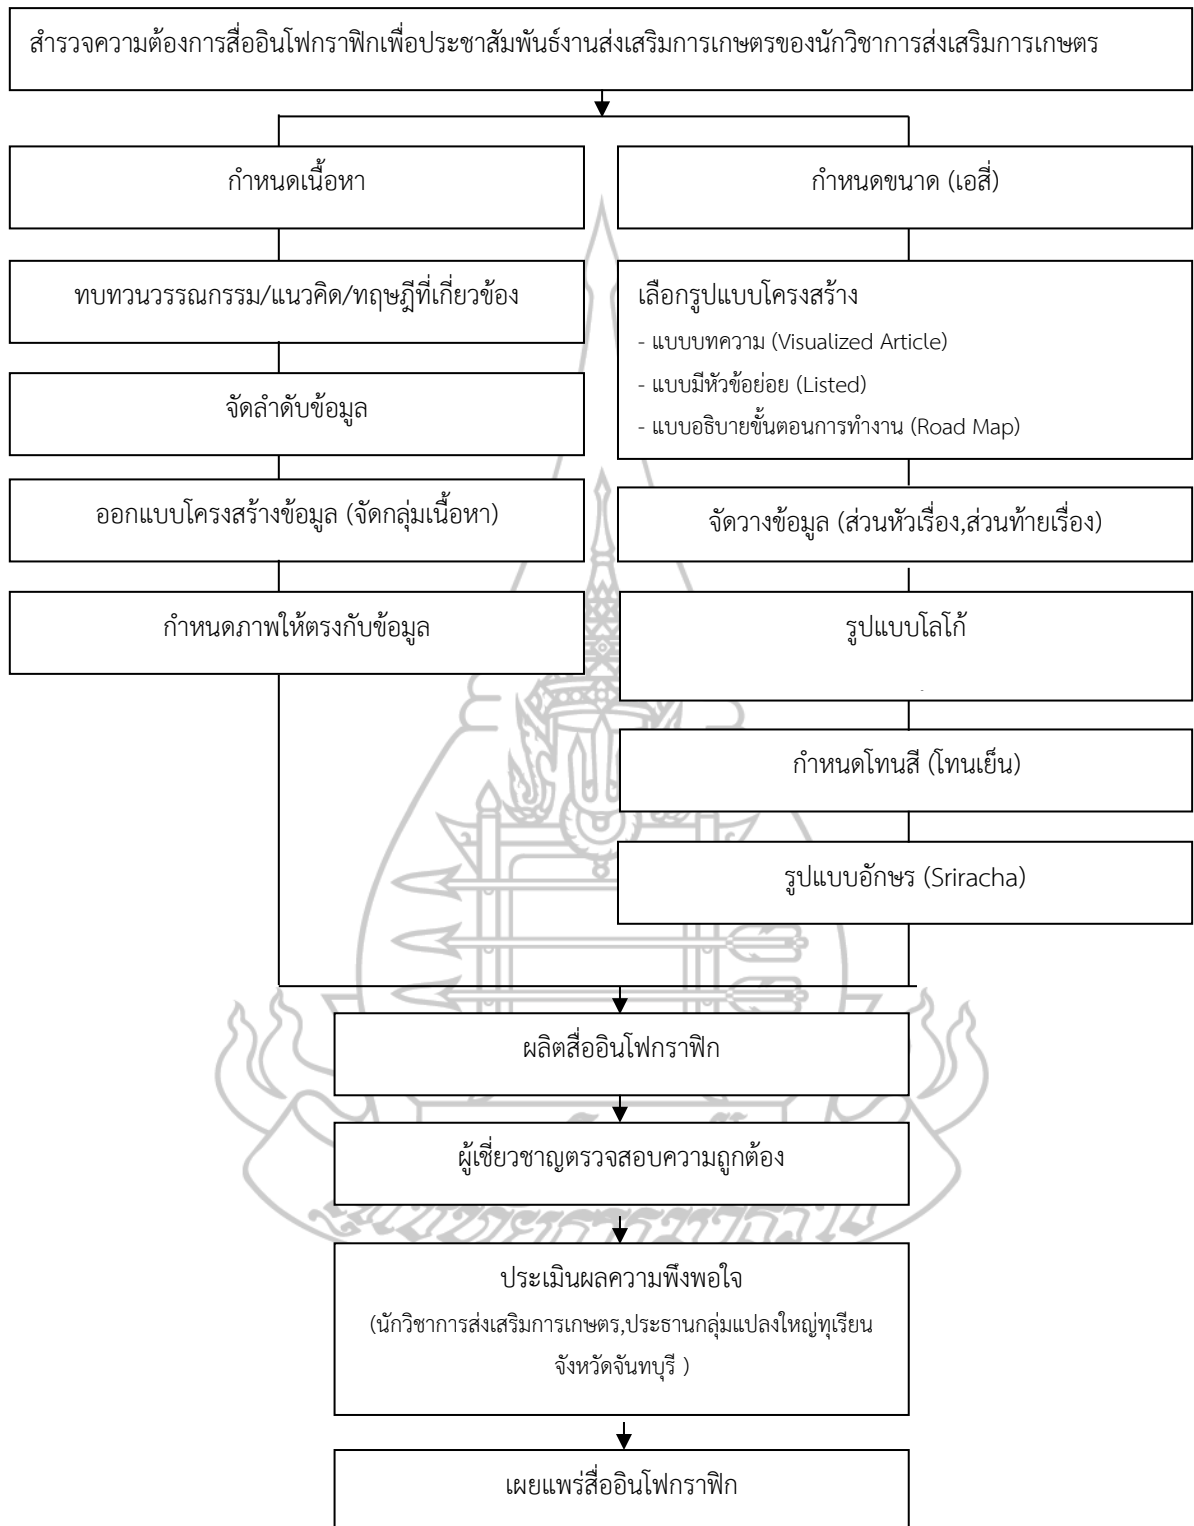 สำรวจความต้องการสื่ออินโฟกราฟิกเพื่อประชาสัมพันธ์งานส่งเสริมการเกษตรของนักวิชาการส่งเสริมการเกษตร
กำหนดเนื้อหา
ทบทวนวรรณกรรม/แนวคิด/ทฤษฎีที่เกี่ยวข้อง
จัดลำดับข้อมูล
ออกแบบโครงสร้างข้อมูล (จัดกลุ่มเนื้อหา)
กำหนดภาพให้ตรงกับข้อมูล
กำหนดขนาด (เอสี่)
เลือกรูปแบบโครงสร้าง
- แบบบทความ (Visualized Article)
- แบบมีหัวข้อย่อย (Listed)
- แบบอธิบายขั้นตอนการทำงาน (Road Map)
จัดวางข้อมูล (ส่วนหัวเรื่อง,ส่วนท้ายเรื่อง)
รูปแบบโลโก้
กำหนดโทนสี (โทนเย็น)
รูปแบบอักษร (Sriracha)
ผลิตสื่ออินโฟกราฟิก
ผู้เชี่ยวชาญตรวจสอบความถูกต้อง
ประเมินผลความพึงพอใจ
(นักวิชาการส่งเสริมการเกษตร,ประธานกลุ่มแปลงใหญ่ทุเรียน
จังหวัดจันทบุรี )
เผยแพร่สื่ออินโฟกราฟิก